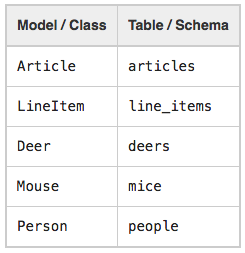 Model / Class Table / Schema
Article articles
LineItem line_items
Deer deers
Mouse mice
Person people